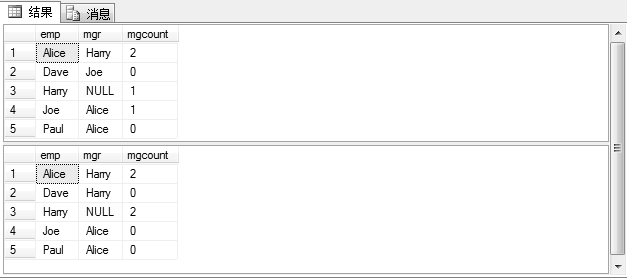 结果 消息
emp mgr mgcount
1 Alice Harry 2
2 Dave Joe 0
3 Harry NULL 1
4 Joe Alice 1
5 Paul Alice 0
emp mgr mgcount
1 Alice Harry 2
2 Dave Harry 0
3 Harry NULL 2
4 Joe Alice 0
5 Paul Alice 0